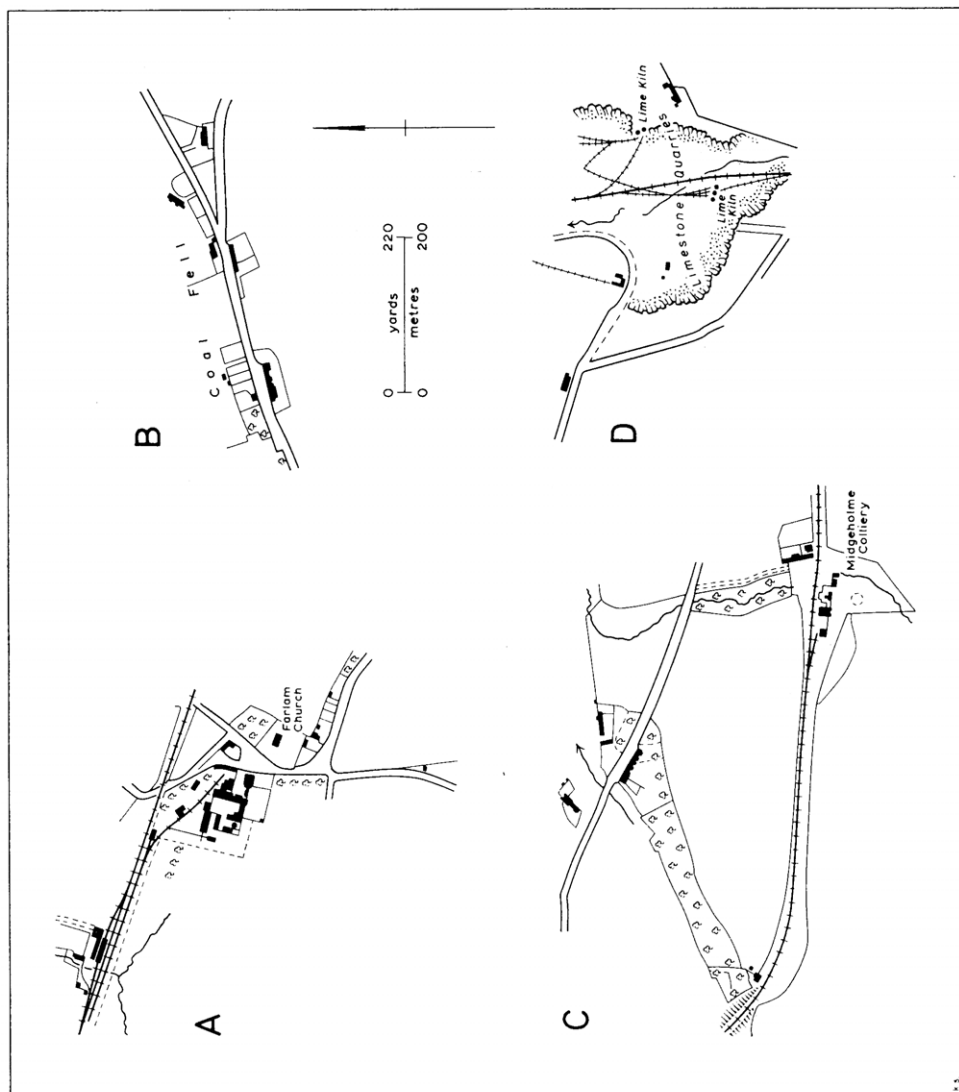 A
Farlam
Church
B
Coal Fell
yards
0 220
0 200
metres
C
Midgeholme
Colliery
D
Lime Kiln
Limestone Quarries
Lime
Kiln